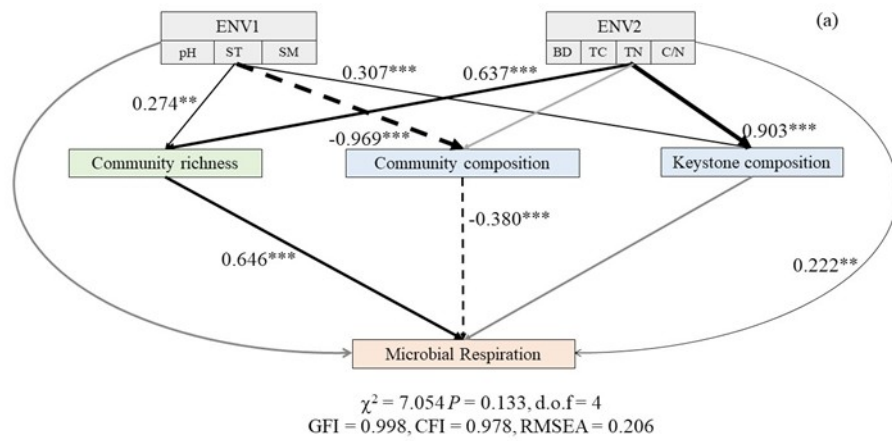 (a)
ENV1
pH ST SM
ENV2
BD TC TN C/N
0.307***
0.637***
0.274**
-0.969***
0.903***
Community richness
Community composition
Keystone composition
-0.380***
0.646***
0.222**
Microbial Respiration
χ² = 7.054 P = 0.133, d.o.f = 4
GFI = 0.998, CFI = 0.978, RMSEA = 0.206